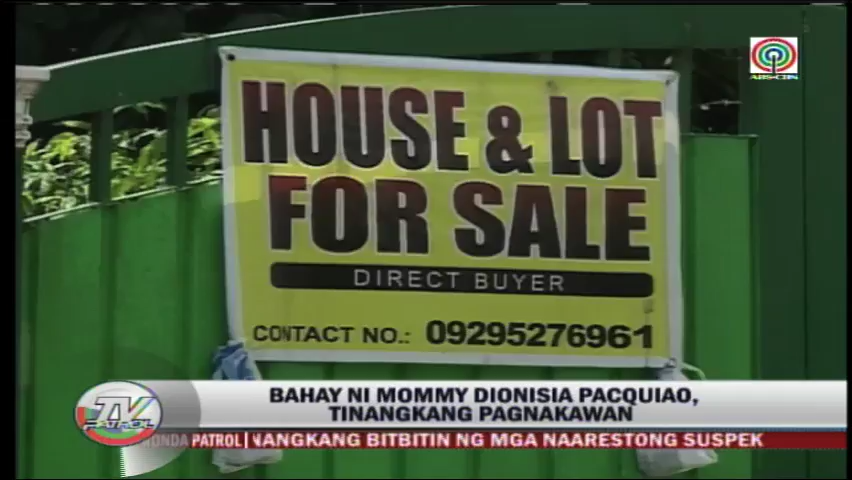 ABS-CBN
HOUSE & LOT
FOR SALE
DIRECT BUYER
CONTACT NO.: 09295276961
BAHAY NI MOMMY DIONISIA PACQUIAO,
TINANGKANG PAGNAKAWAN
TV
PATROL
RONDA PATROL | NANGKANG BITBITIN NG MGA NAARESTONG SUSPEK